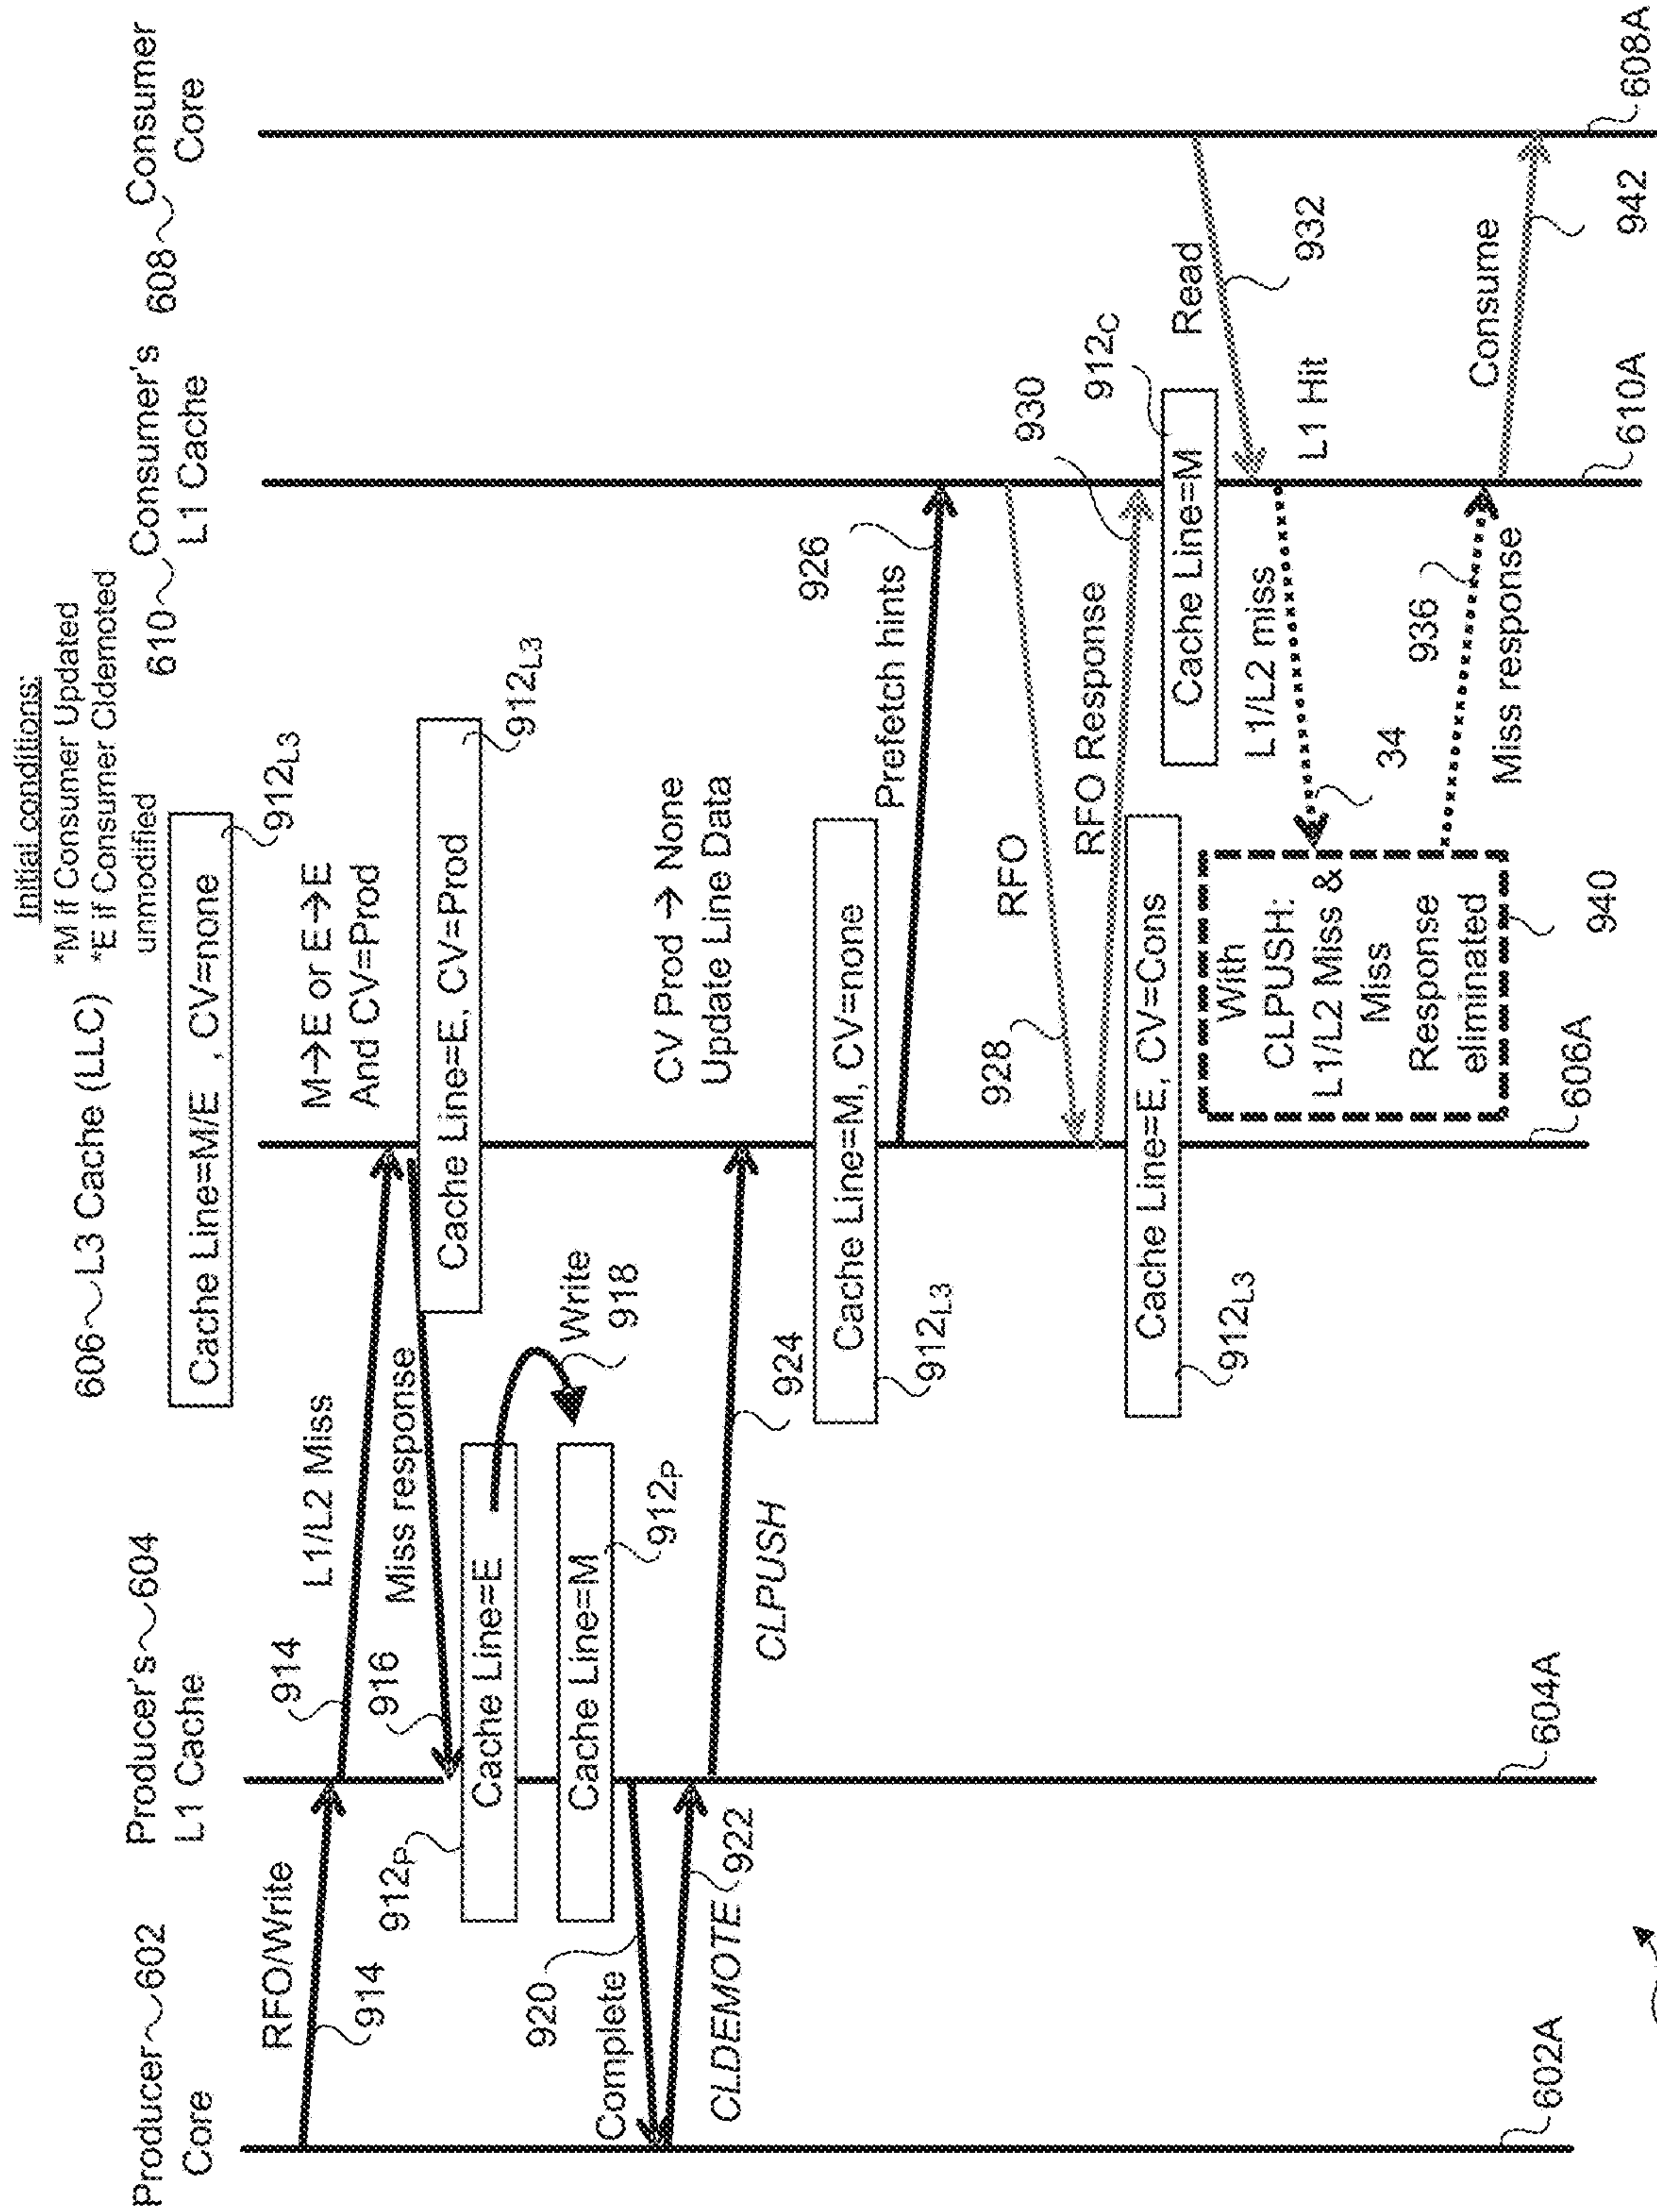 Initial conditions:
*M if Consumer Updated
*E if Consumer Cldemoted
unmodified
Producer 602
Core
Producer's 604
L1 Cache
606 L3 Cache (LLC)
610 Consumer's
L1 Cache
608 Consumer
Core
Cache Line=M/E , CV=none
912L3
RFO/Write
914
914
L1/L2 Miss
M→E or E→E
And CV=Prod
916
Miss response
Cache Line=E, CV=Prod
912L3
912P
Cache Line=E
Write
918
Cache Line=M
912P
920
Complete
CLDEMOTE
922
CLPUSH
924
CV Prod → None
Update Line Data
Cache Line=M, CV=none
912L3
Prefetch hints
926
RFO
928
RFO Response
930
Cache Line=E, CV=Cons
912L3
Cache Line=M
912C
Read
932
L1 Hit
L1/L2 miss
34
With
CLPUSH:
L1/L2 Miss &
Miss
Response
eliminated
940
936
Miss response
Consume
942
602A
604A
606A
610A
608A